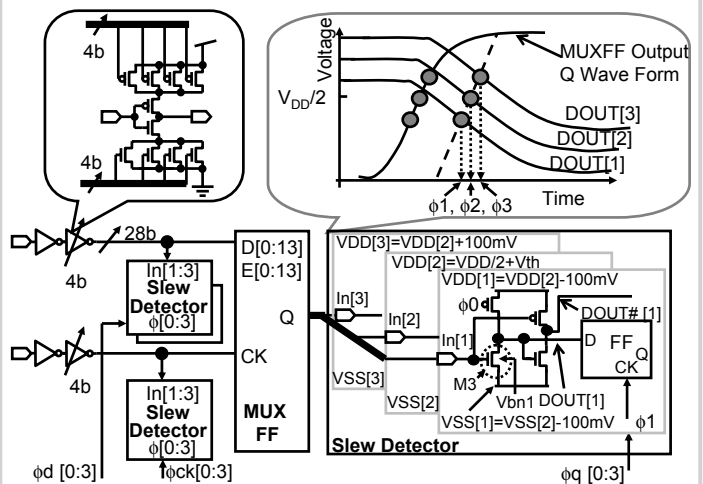 4b
4b
Voltage
V_DD/2
MUXFF Output
Q Wave Form
DOUT[3]
DOUT[2]
DOUT[1]
Time
ϕ1, ϕ2, ϕ3
28b
4b
In[1:3]
Slew
Detector
ϕ[0:3]
4b
In[1:3]
Slew
Detector
ϕ[0:3]
ϕd [0:3]
ϕck[0:3]
D[0:13]
E[0:13]
Q
CK
MUX
FF
VDD[3]=VDD[2]+100mV
VDD[2]=VDD/2+Vth
VDD[1]=VDD[2]-100mV
In[3]
In[2]
In[1]
ϕ0
DOUT# [1]
D
FF
Q
CK
M3
Vbn1
DOUT[1]
VSS[3]
VSS[2]
VSS[1]=VSS[2]-100mV
ϕ1
Slew Detector
ϕq [0:3]